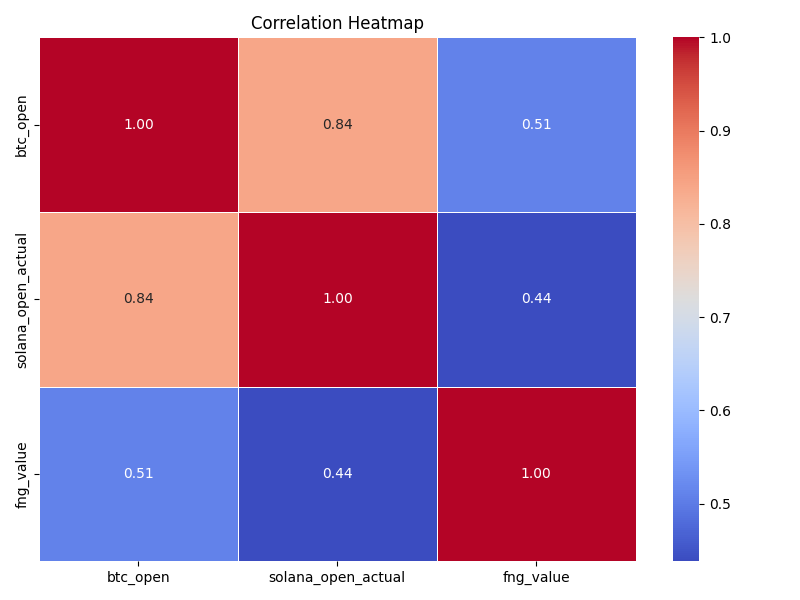 Correlation Heatmap
btc_open
1.00
0.84
0.51
solana_open_actual
0.84
1.00
0.44
fng_value
0.51
0.44
1.00
btc_open
solana_open_actual
fng_value
1.0
0.9
0.8
0.7
0.6
0.5